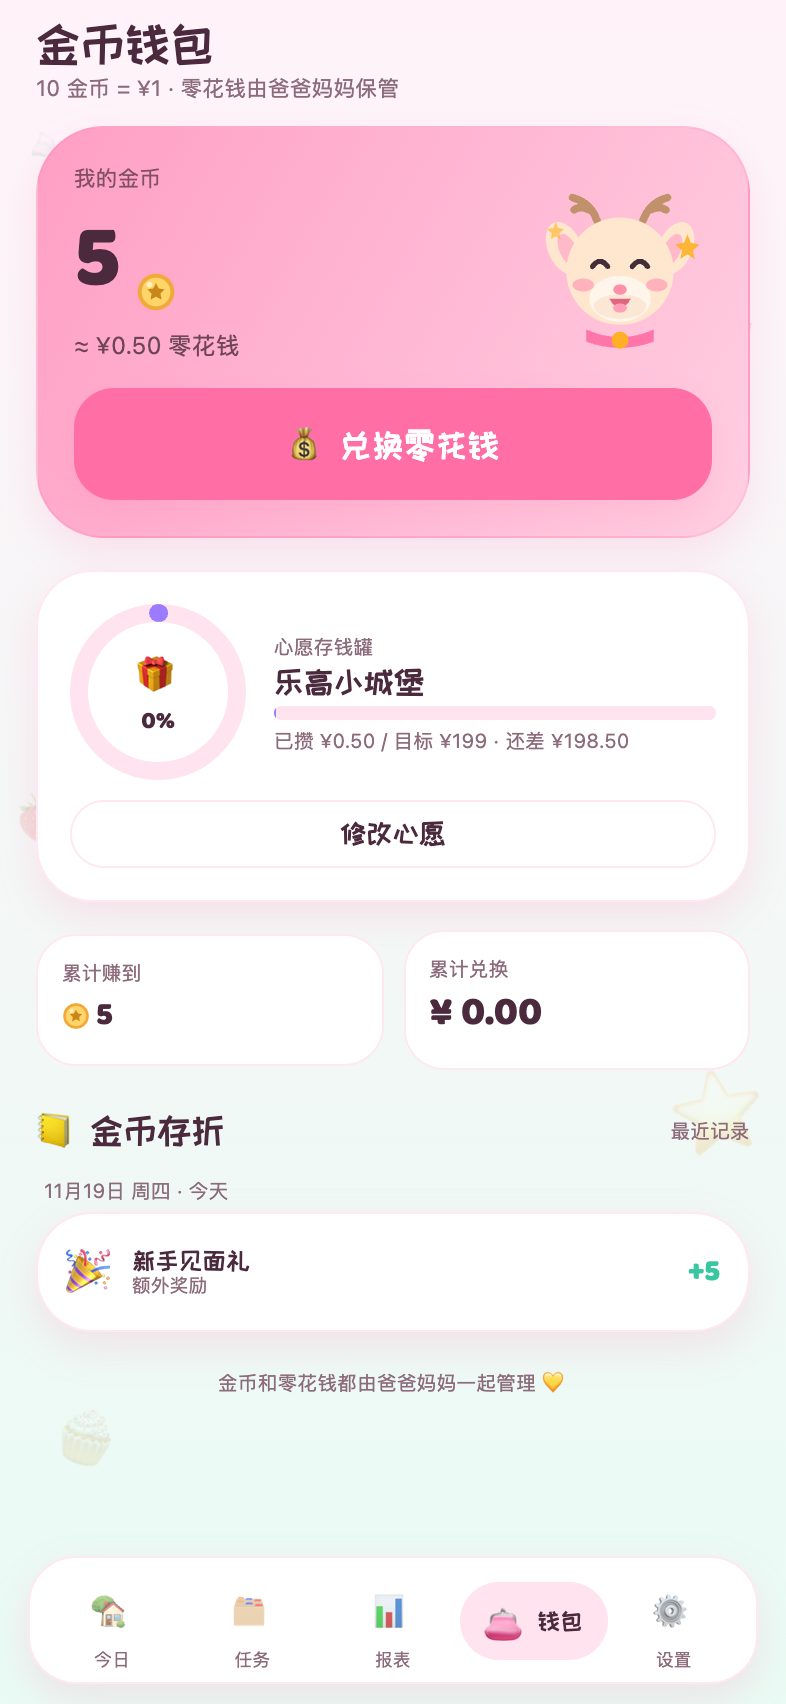 金币钱包
10 金币 = ¥1 · 零花钱由爸爸妈妈保管
我的金币
5
≈ ¥0.50 零花钱
兑换零花钱
心愿存钱罐
乐高小城堡
0%
已攒 ¥0.50 / 目标 ¥199 · 还差 ¥198.50
修改心愿
累计赚到
5
累计兑换
¥ 0.00
金币存折
最近记录
11月19日 周四 · 今天
新手见面礼
额外奖励
+5
金币和零花钱都由爸爸妈妈一起管理 💛
今日
任务
报表
钱包
设置